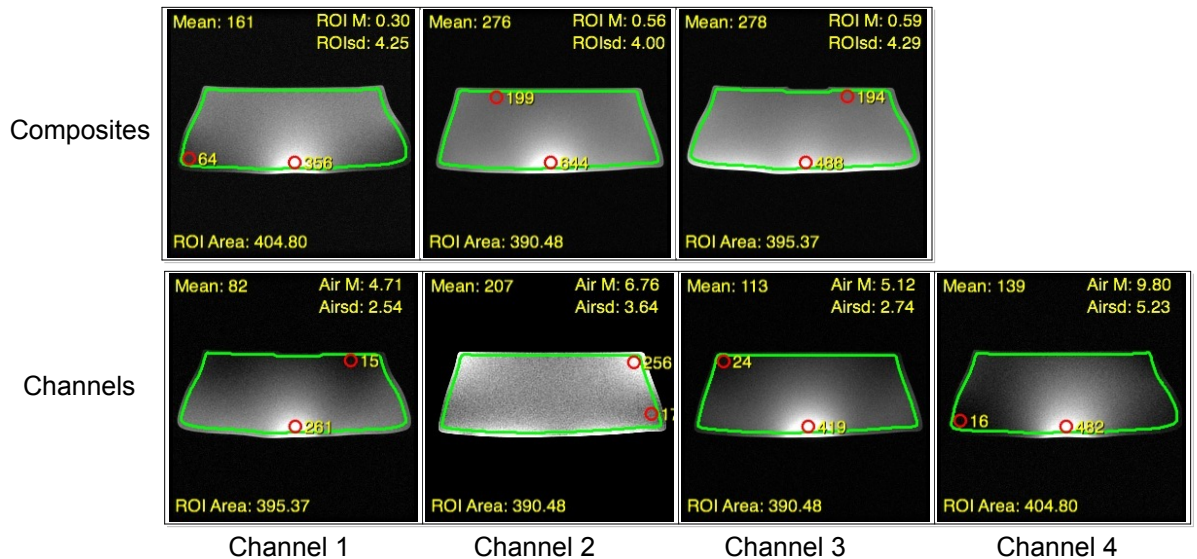 Composites
Mean: 161 ROI M: 0.30
ROIsd: 4.25
64 356
ROI Area: 404.80
Mean: 276 ROI M: 0.56
ROIsd: 4.00
199
644
ROI Area: 390.48
Mean: 278 ROI M: 0.59
ROIsd: 4.29
194
488
ROI Area: 395.37
Channels
Mean: 82 Air M: 4.71
Airsd: 2.54
15
261
ROI Area: 395.37
Mean: 207 Air M: 6.76
Airsd: 3.64
256
ROI Area: 390.48
Mean: 113 Air M: 5.12
Airsd: 2.74
24
419
ROI Area: 390.48
Mean: 139 Air M: 9.80
Airsd: 5.23
16 482
ROI Area: 404.80
Channel 1 Channel 2 Channel 3 Channel 4